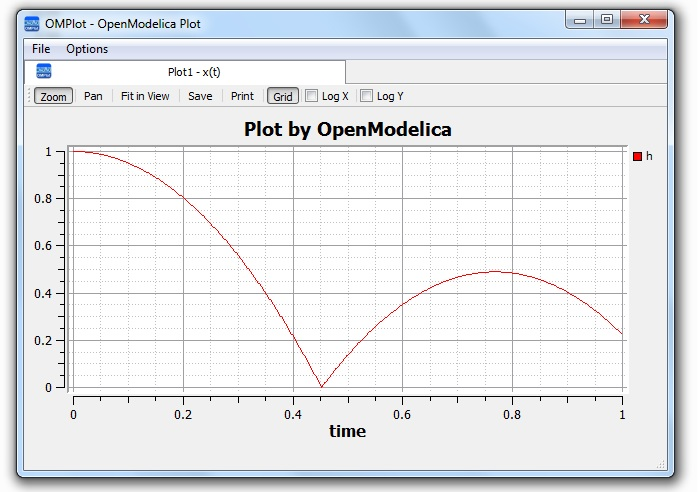 OMPlot - OpenModelica Plot
File Options
Plot1 - x(t)
Zoom Pan Fit in View Save Print Grid Log X Log Y
Plot by OpenModelica
h
1
0.8
0.6
0.4
0.2
0
0 0.2 0.4 0.6 0.8 1
time